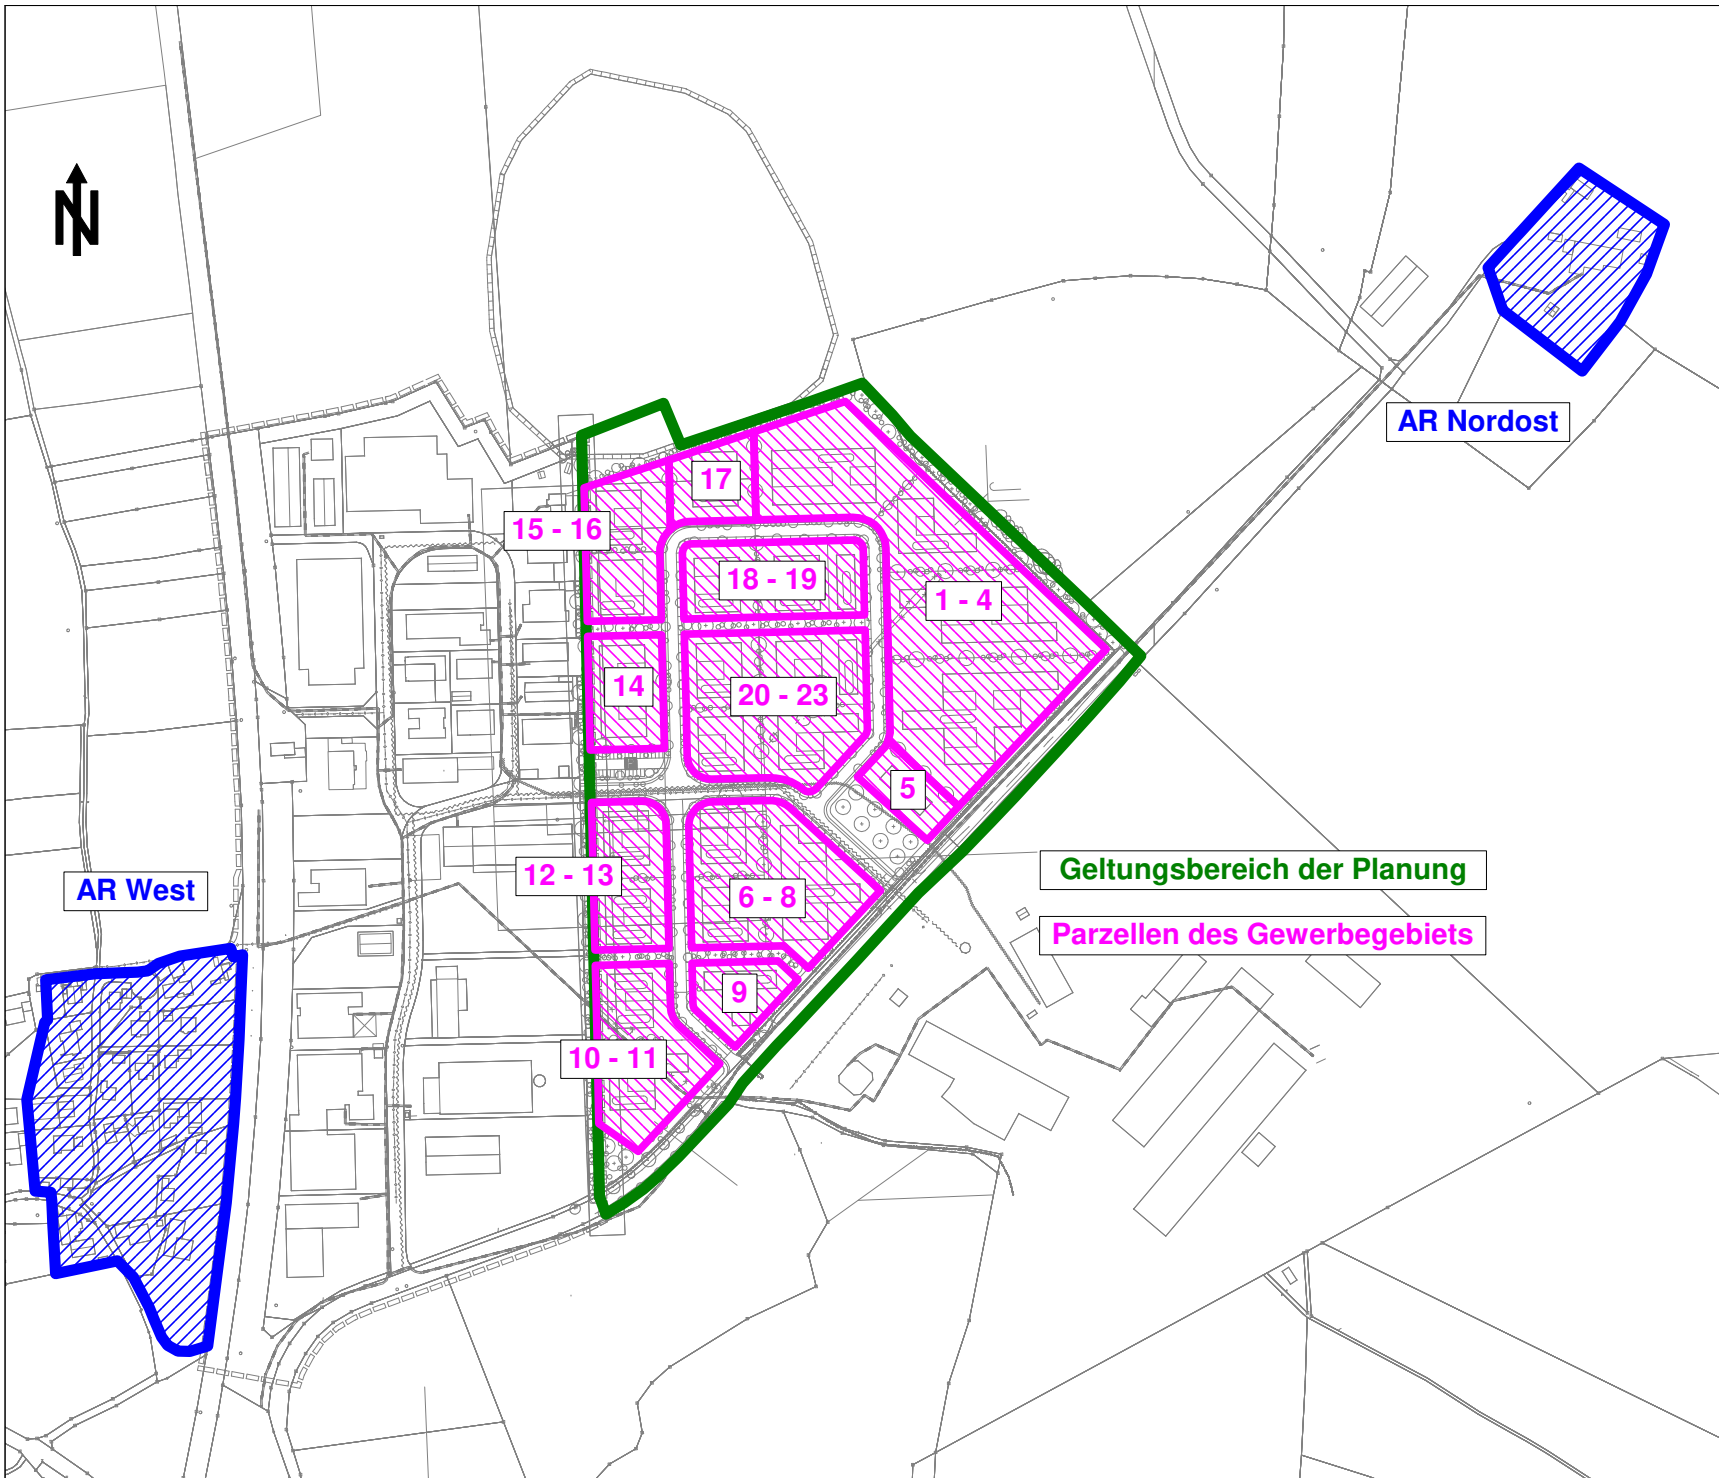 N
AR Nordost
17
15 - 16
18 - 19
1 - 4
14
20 - 23
5
Geltungsbereich der Planung
12 - 13
AR West
6 - 8
Parzellen des Gewerbegebiets
9
10 - 11